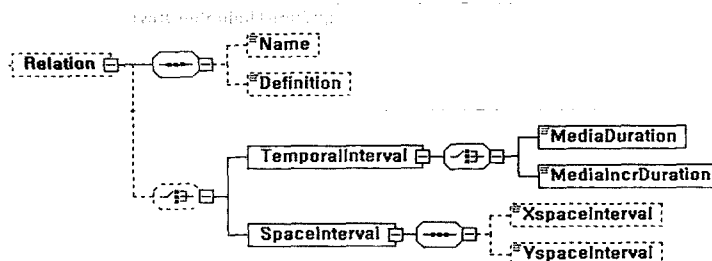 Name
Relation
Definition
TemporalInterval
MediaDuration
MediaIncrDuration
SpaceInterval
XspaceInterval
YspaceInterval